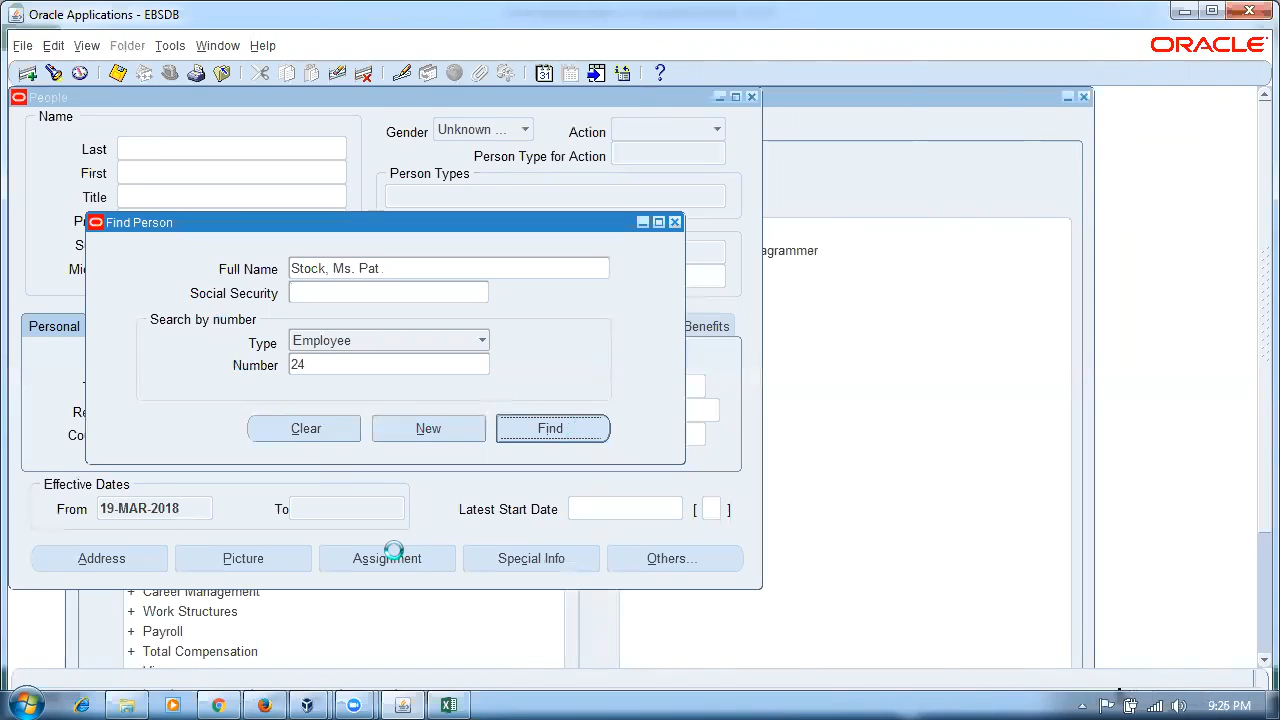 Oracle Applications - EBSDB
File Edit View Folder Tools Window Help
ORACLE
People
Name
Last
First
Title
Gender Unknown ...
Action
Person Type for Action
Person Types
Find Person
Full Name Stock, Ms. Pat
Social Security
Search by number
Type Employee
Number 24
Clear New Find
agrammer
Personal
Benefits
Effective Dates
From 19-MAR-2018 To
Latest Start Date [ ]
Address Picture Assignment Special Info Others...
+ Career Management
+ Work Structures
+ Payroll
+ Total Compensation
9:25 PM